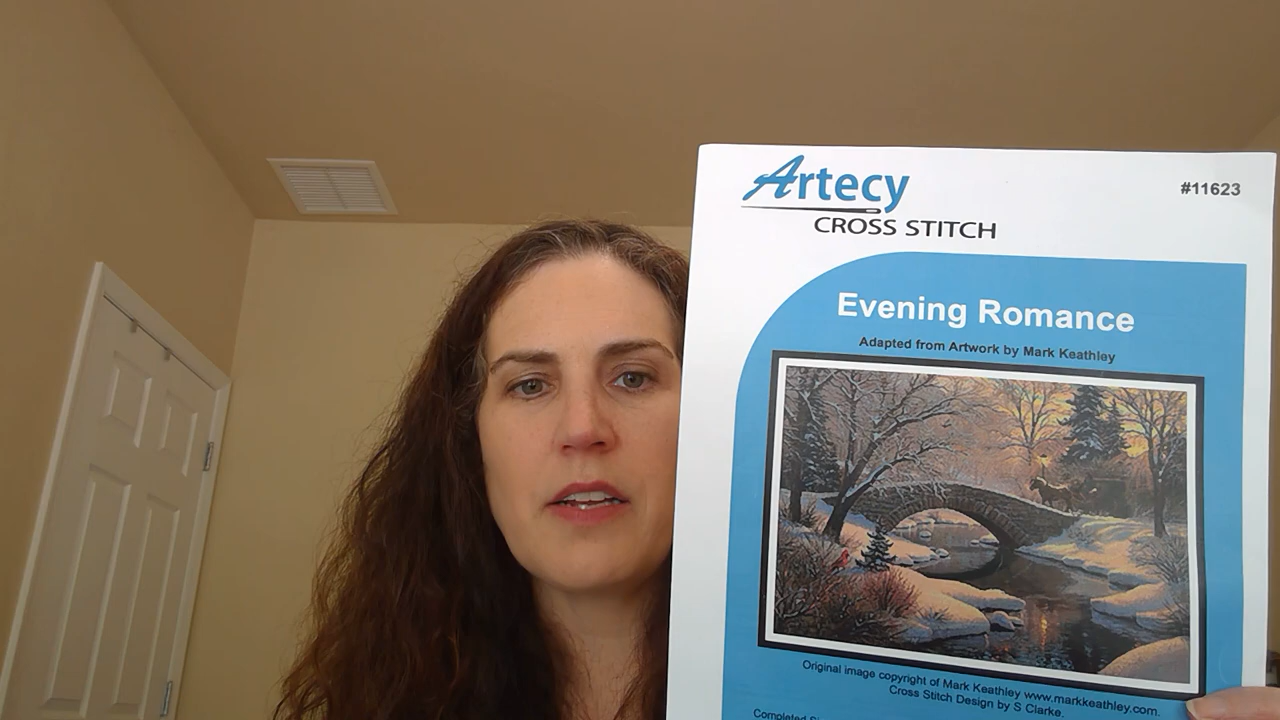 Artecy
CROSS STITCH
#11623
Evening Romance
Adapted from Artwork by Mark Keathley
Original image copyright of Mark Keathley www.markkeathley.com.
Cross Stitch Design by S Clarke.
Completed